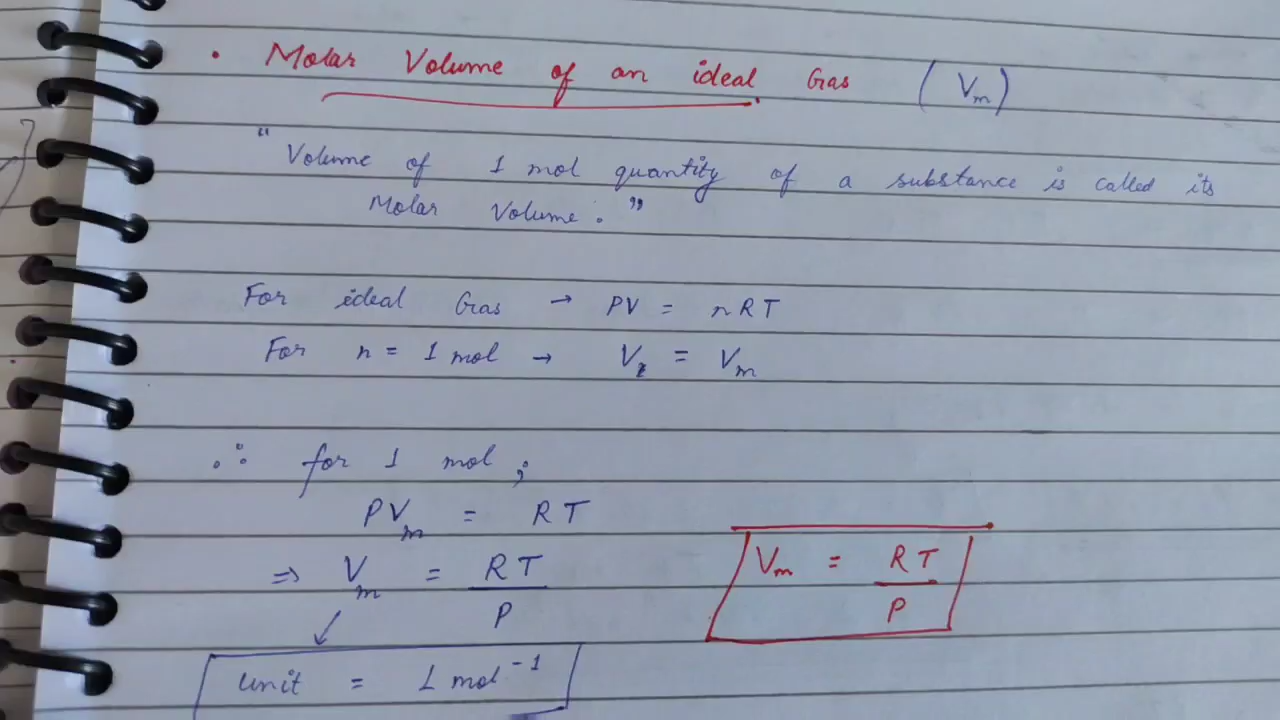 • Molar Volume of an ideal Gas (Vm)
"Volume of 1 mol quantity of a substance is called its
Molar Volume."
For ideal Gas → PV = nRT
For n = 1 mol → V = Vm
∴ for 1 mol;
PVm = RT
⇒ Vm = RT/P
Vm = RT/P
unit = L mol⁻¹